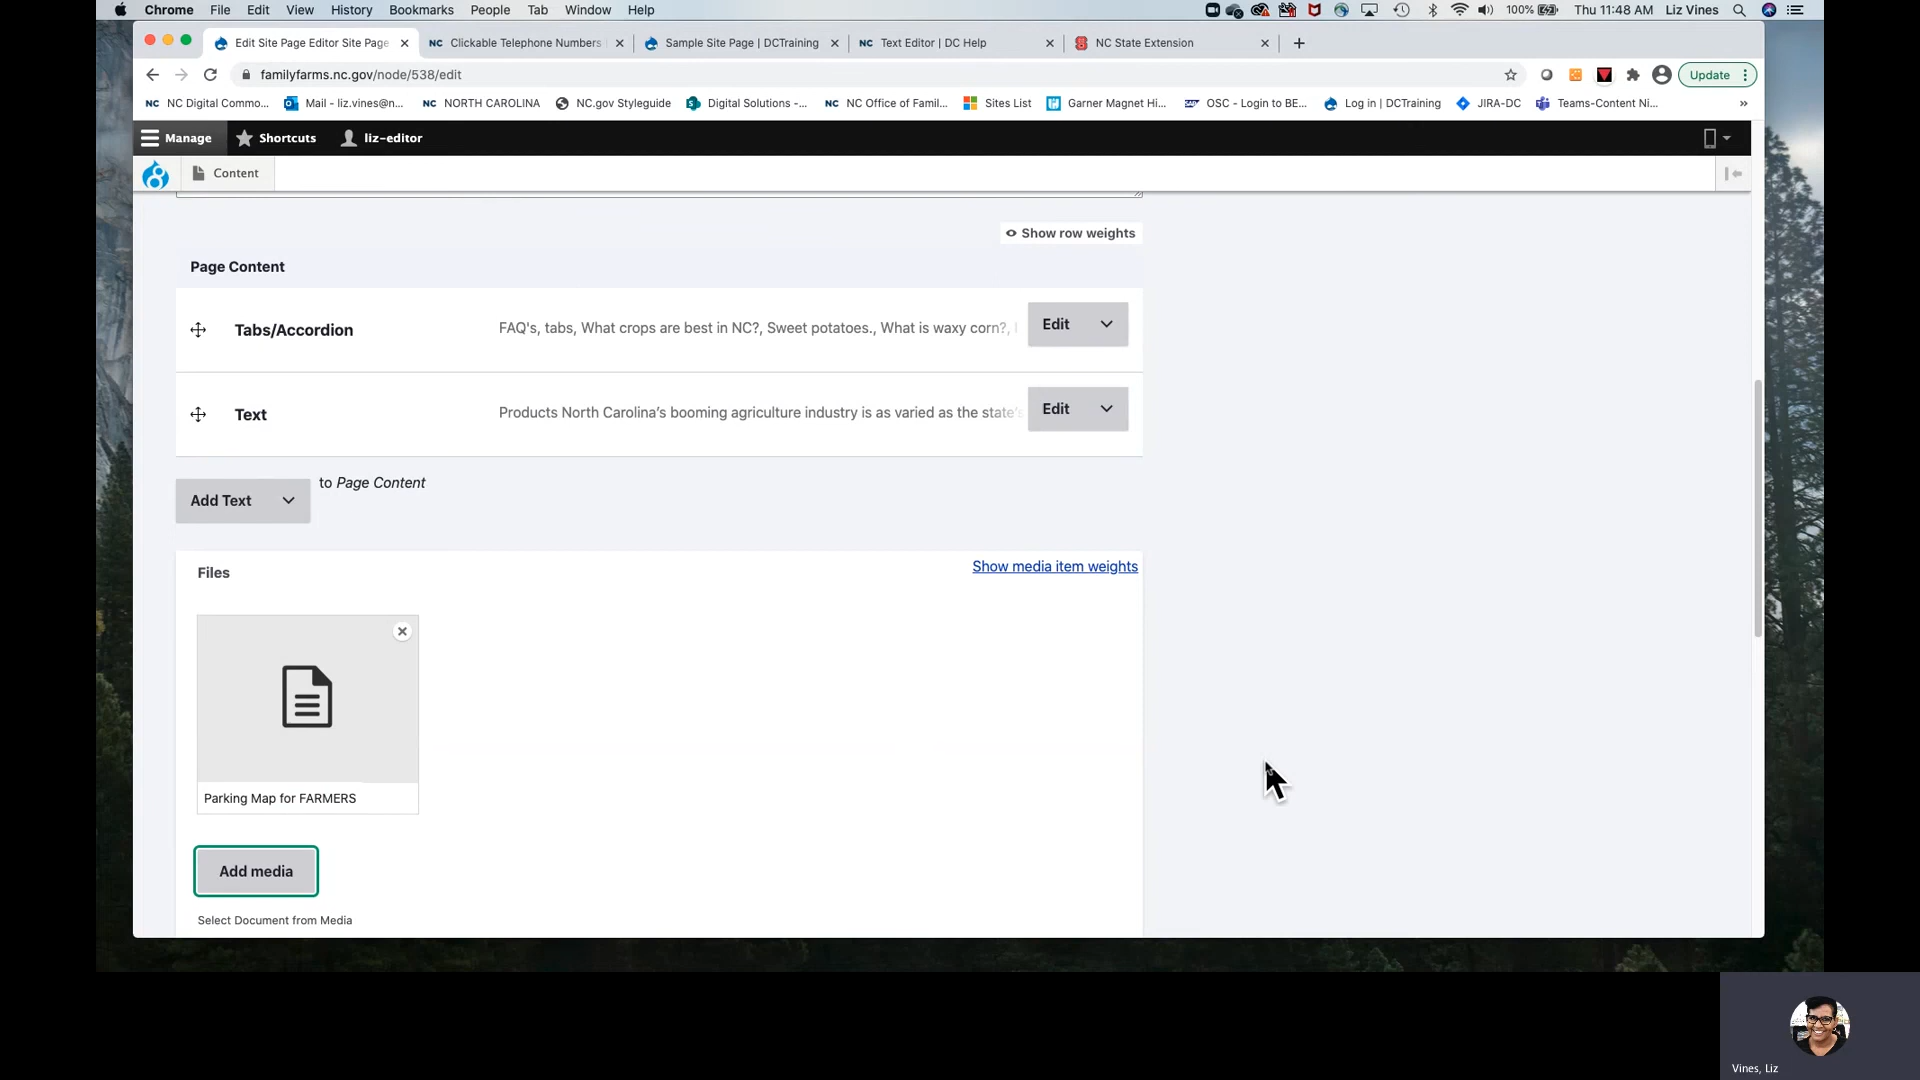 Chrome File Edit View History Bookmarks People Tab Window Help 100% Thu 11:48 AM Liz Vines
Edit Site Page Editor Site Page Clickable Telephone Numbers Sample Site Page | DCTraining NC Text Editor | DC Help NC State Extension
familyfarms.nc.gov/node/538/edit Update
NC NC Digital Commo... Mail - liz.vines@n... NC NORTH CAROLINA NC.gov Styleguide Digital Solutions -... NC NC Office of Famil... Sites List Garner Magnet Hi... OSC - Login to BE... Log in | DCTraining JIRA-DC Teams-Content Ni... »
Manage Shortcuts liz-editor
Content
Show row weights
Page Content
Tabs/Accordion FAQ's, tabs, What crops are best in NC?, Sweet potatoes., What is waxy corn?, Edit
Text Products North Carolina's booming agriculture industry is as varied as the state's Edit
Add Text to Page Content
Files Show media item weights
Parking Map for FARMERS
Add media
Select Document from Media
Vines, Liz